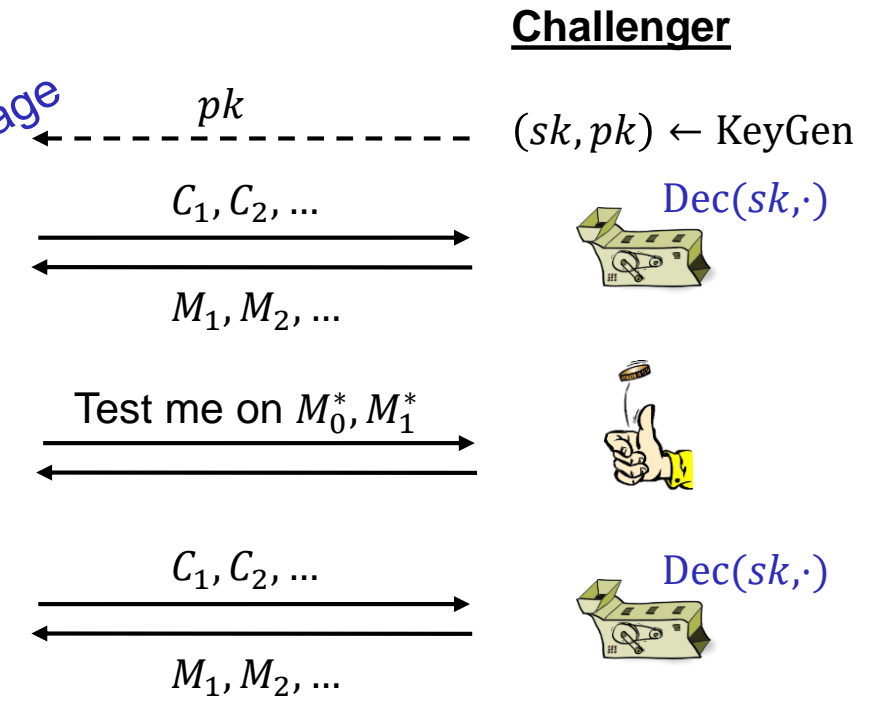 Challenger
pk
(sk, pk) ← KeyGen
C₁, C₂, …
Dec(sk,·)
M₁, M₂, …
Test me on M₀*, M₁*
C₁, C₂, …
Dec(sk,·)
M₁, M₂, …